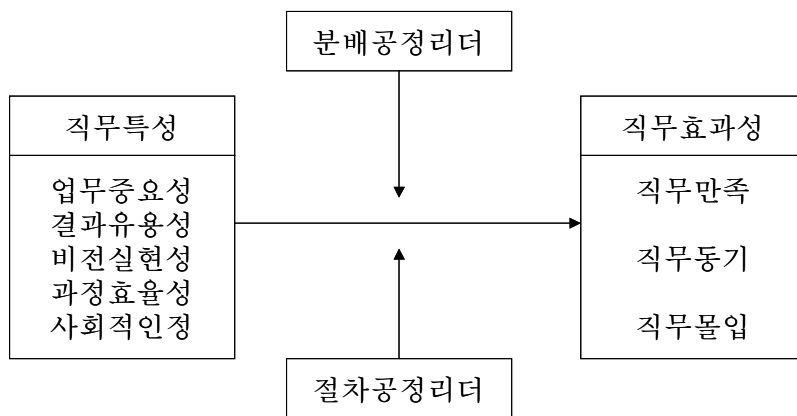 분배공정리더
직무특성
업무중요성
결과유용성
비전실현성
과정효율성
사회적인정
직무효과성
직무만족
직무동기
직무몰입
절차공정리더